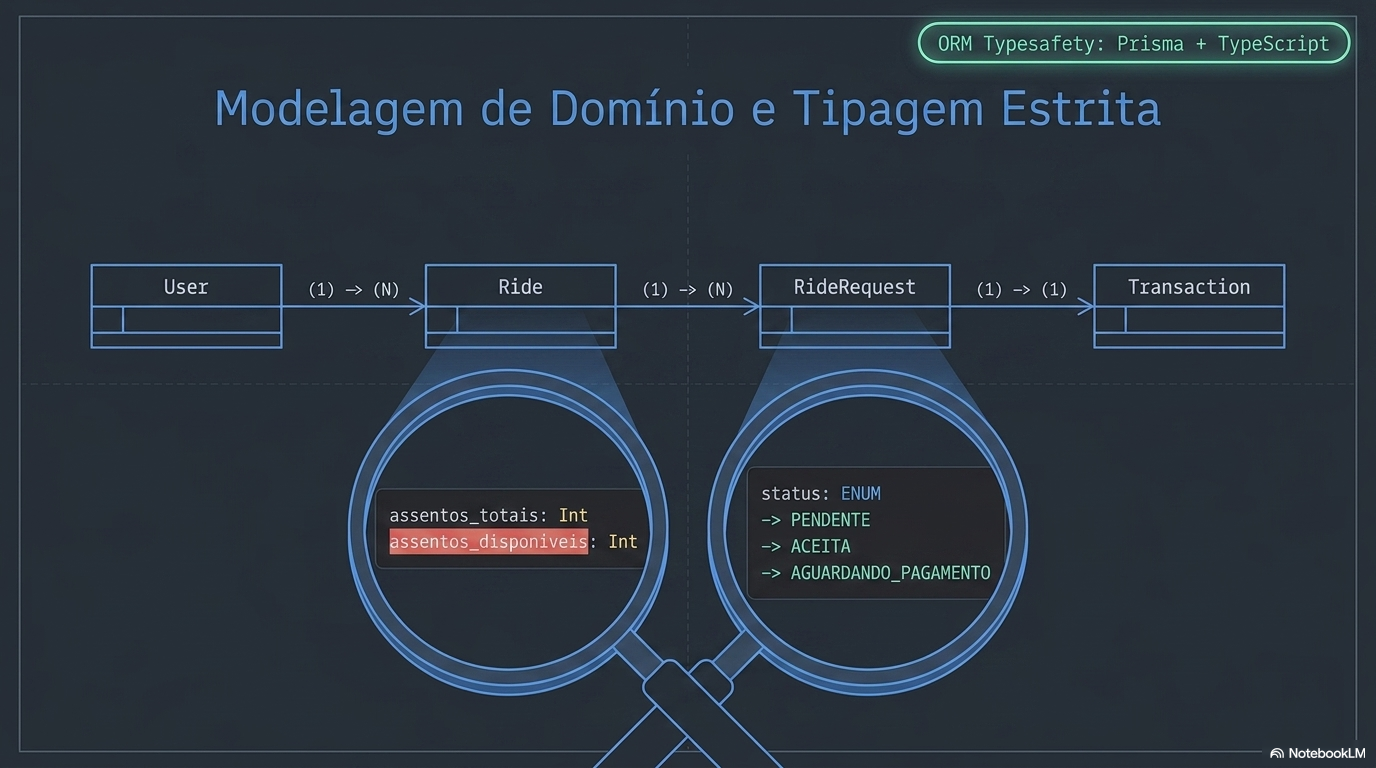 ORM Typesafety: Prisma + TypeScript
Modelagem de Domínio e Tipagem Estrita
User
(1) -> (N)
Ride
(1) -> (N)
RideRequest
(1) -> (1)
Transaction
assentos_totais: Int
assentos_disponiveis: Int
status: ENUM
-> PENDENTE
-> ACEITA
-> AGUARDANDO_PAGAMENTO
NotebookLM